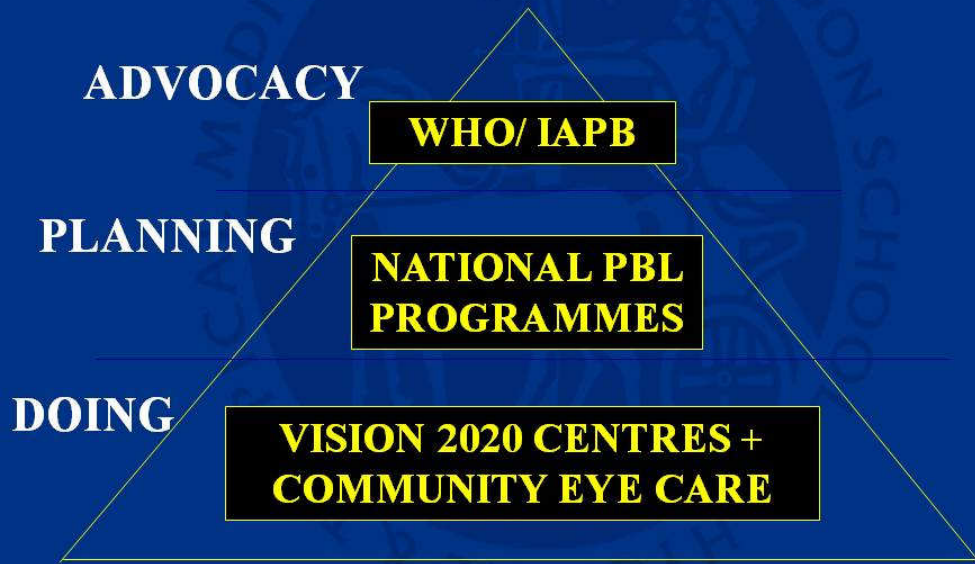 ADVOCACY
WHO/ IAPB
PLANNING
NATIONAL PBL
PROGRAMMES
DOING
VISION 2020 CENTRES +
COMMUNITY EYE CARE